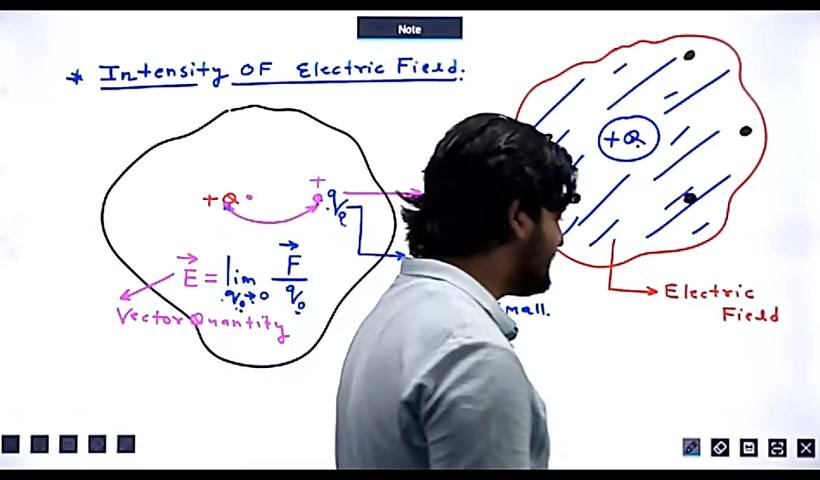 Note
* Intensity OF Electric Field.
+Q
+
q₀
E⃗ = lim F⃗ / q₀
q₀→0
Vector Quantity
mall.
+Q
Electric
Field